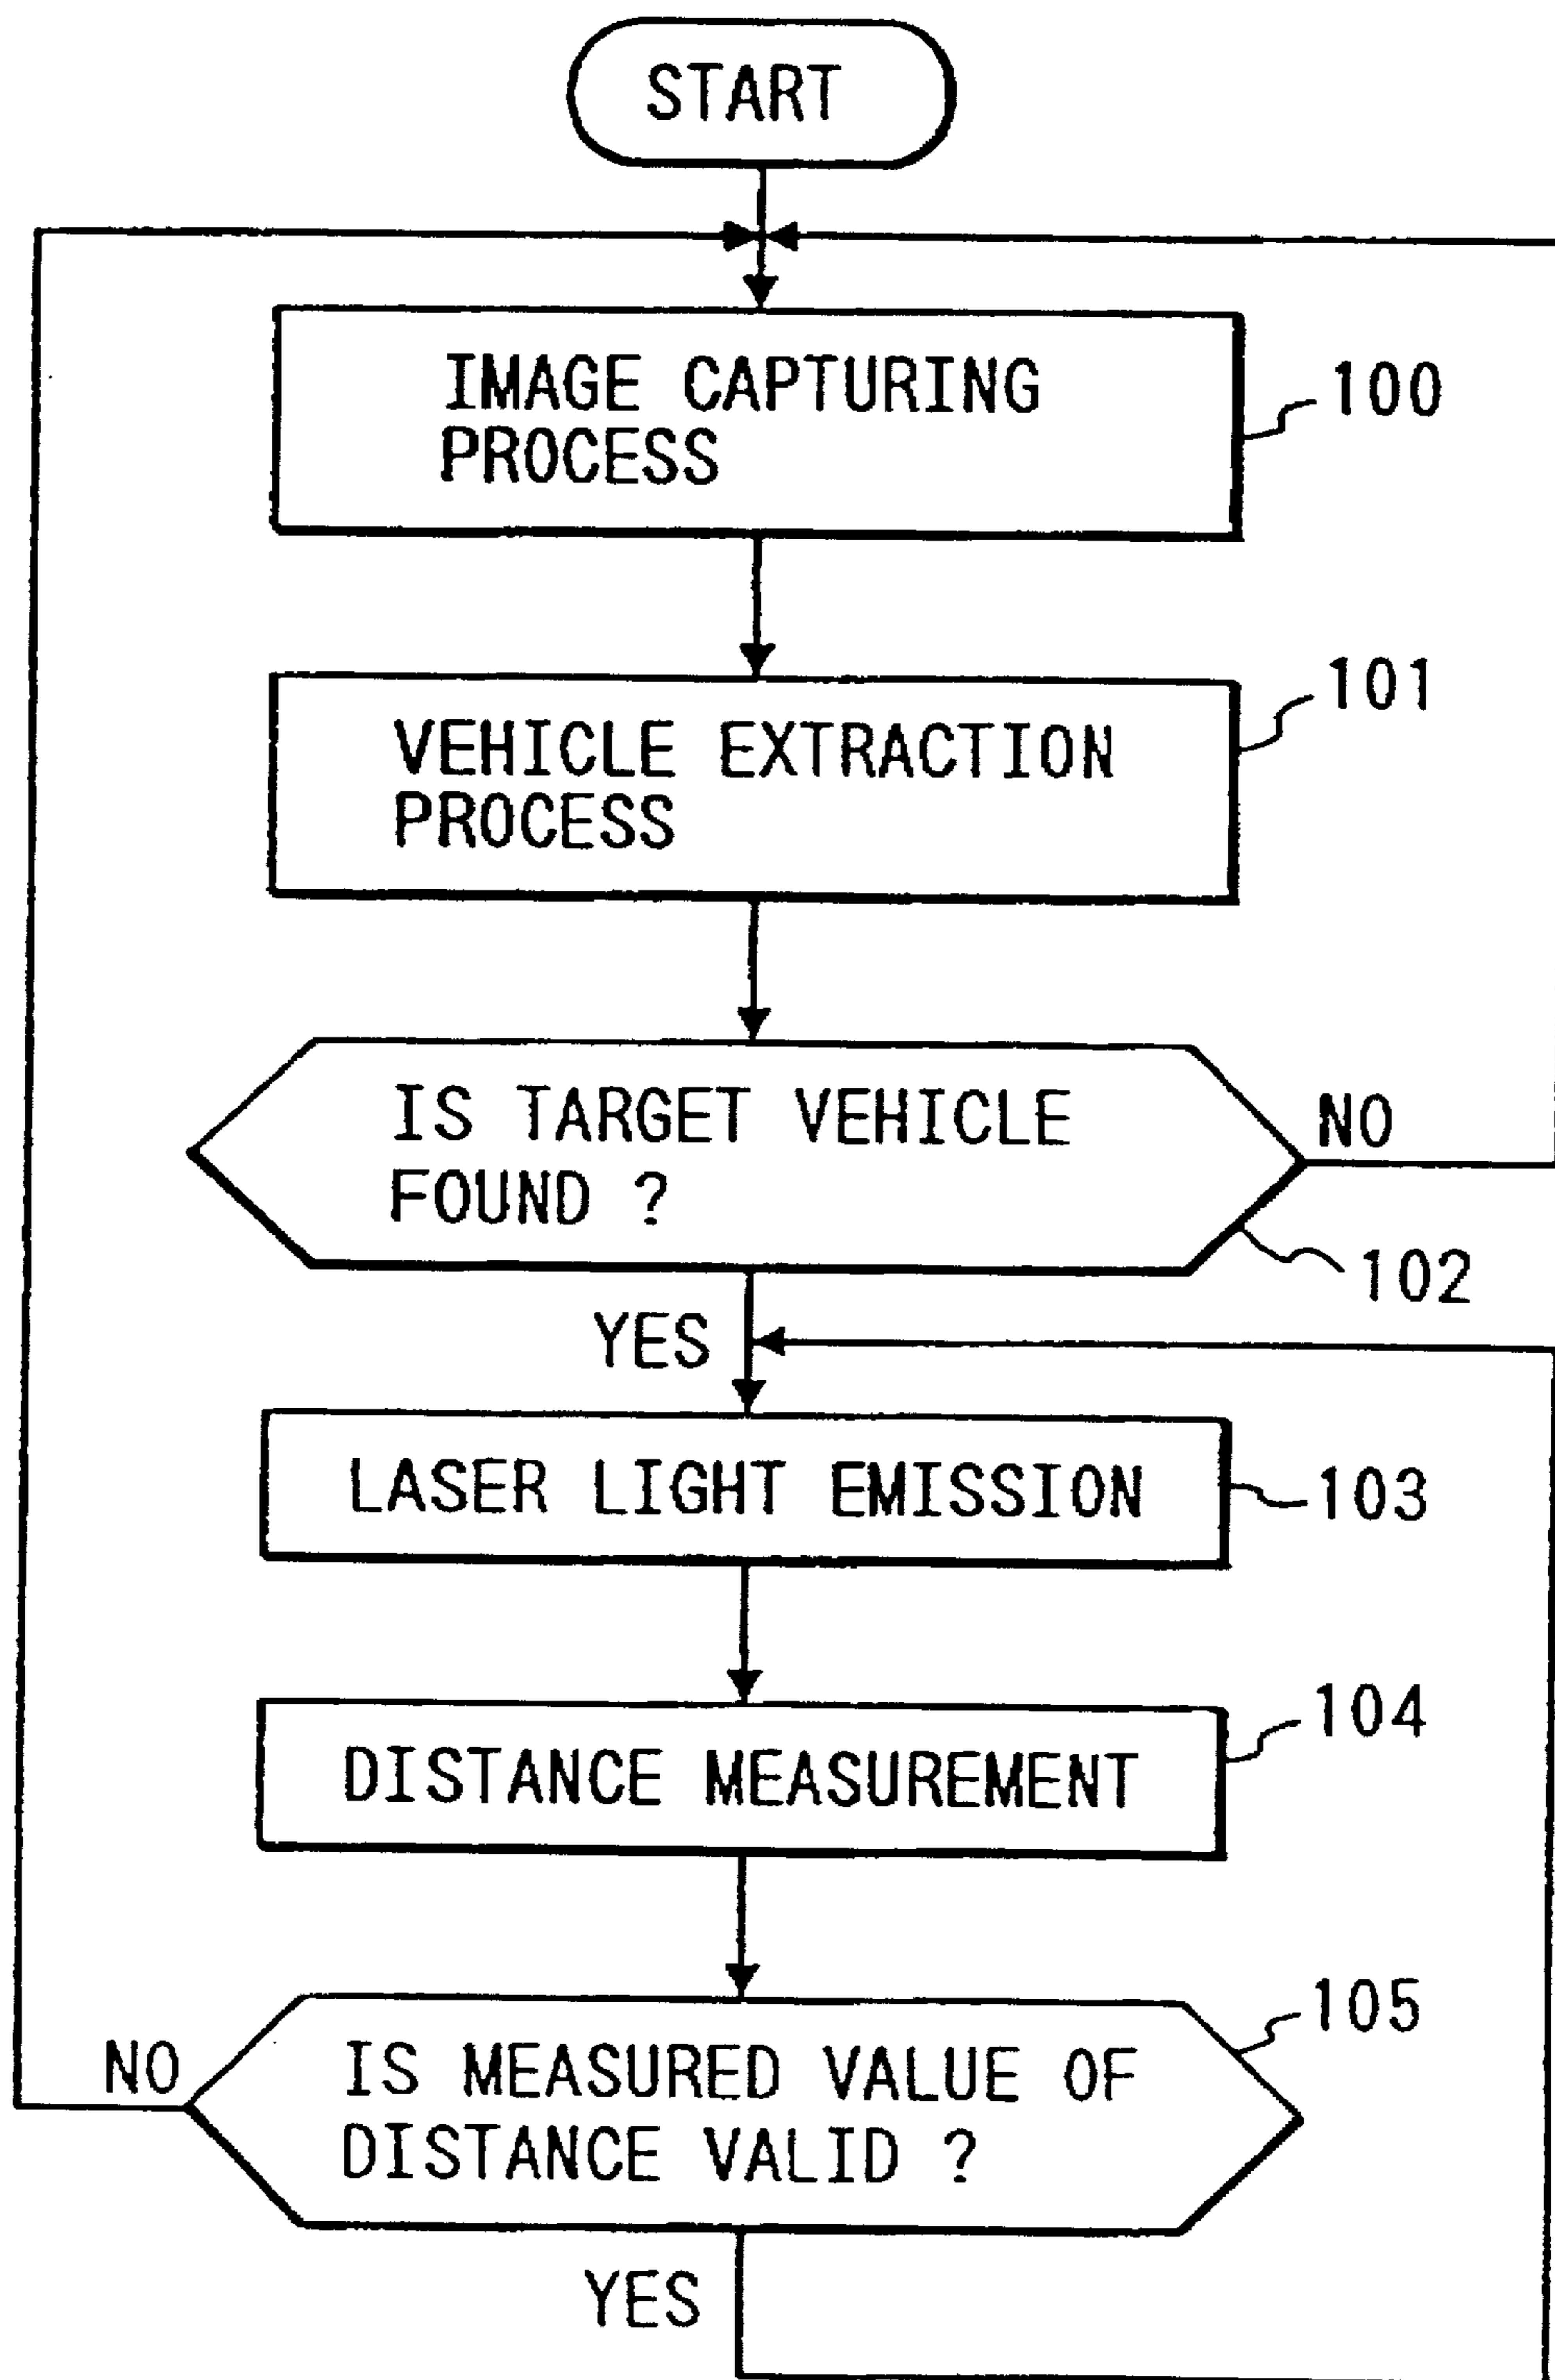 START
IMAGE CAPTURING
PROCESS
100
VEHICLE EXTRACTION
PROCESS
101
IS TARGET VEHICLE
FOUND ?
NO
102
YES
LASER LIGHT EMISSION
103
DISTANCE MEASUREMENT
104
IS MEASURED VALUE OF
DISTANCE VALID ?
105
NO
YES